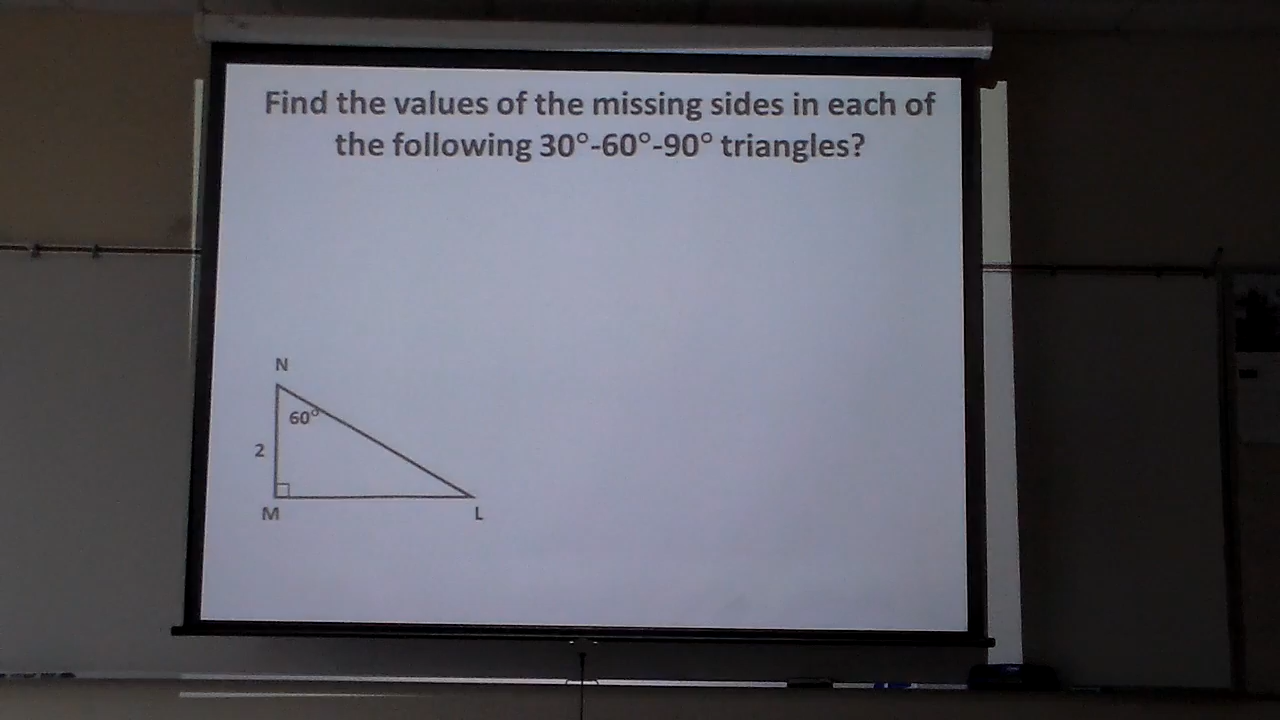 Find the values of the missing sides in each of
the following 30°-60°-90° triangles?
N
60°
2
M
L